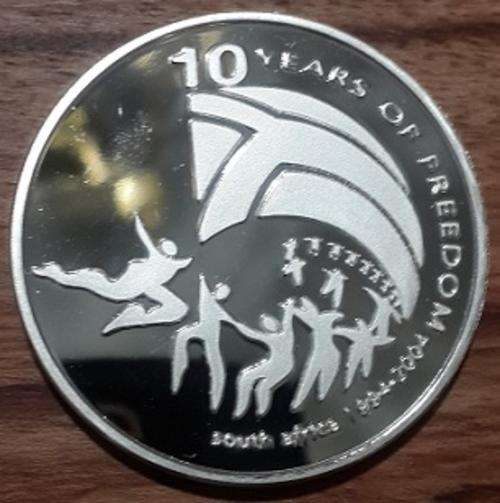 10 YEARS OF FREEDOM
south africa 1994-2004